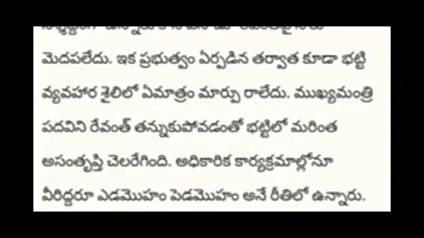 మెదపలేదు. ఇక ప్రభుత్వం ఏర్పడిన తర్వాత కూడా భట్టి
వ్యవహార శైలిలో ఏమాత్రం మార్పు రాలేదు. ముఖ్యమంత్రి
పదవిని రేవంత్ తన్నుకుపోవడంతో భట్టిలో మరింత
అసంతృప్తి చెలరేగింది. అధికారిక కార్యక్రమాల్లోనూ
వీరిద్దరూ ఎడమొహం పెడమొహం అనే రీతిలో ఉన్నారు.